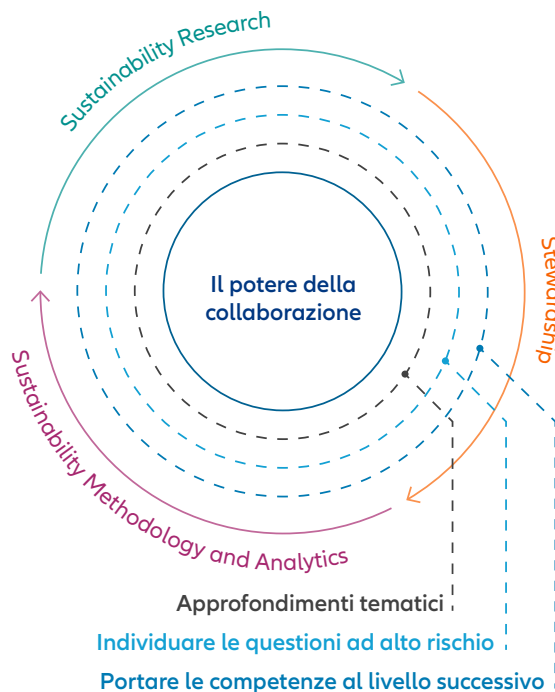 Sustainability Research
Stewardship
Il potere della
collaborazione
Sustainability Methodology and Analytics
Approfondimenti tematici
Individuare le questioni ad alto rischio
Portare le competenze al livello successivo